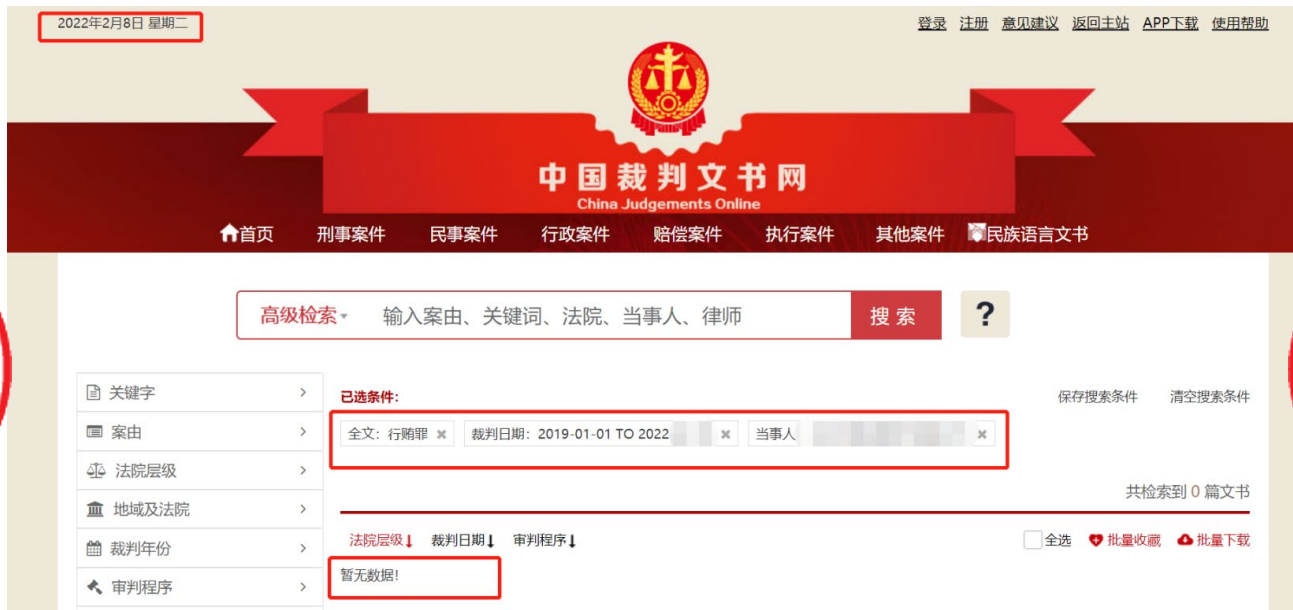 2022年2月8日 星期二
登录 注册 意见建议 返回主站 APP下载 使用帮助
中国裁判文书网
China Judgements Online
首页 刑事案件 民事案件 行政案件 赔偿案件 执行案件 其他案件 民族语言文书
高级检索 输入案由、关键词、法院、当事人、律师 搜索 ?
关键字
案由
法院层级
地域及法院
裁判年份
审判程序
已选条件: 保存搜索条件 清空搜索条件
全文：行贿罪 × 裁判日期：2019-01-01 TO 2022 × 当事人 ×
共检索到 0 篇文书
法院层级 裁判日期 审判程序 全选 批量收藏 批量下载
暂无数据!